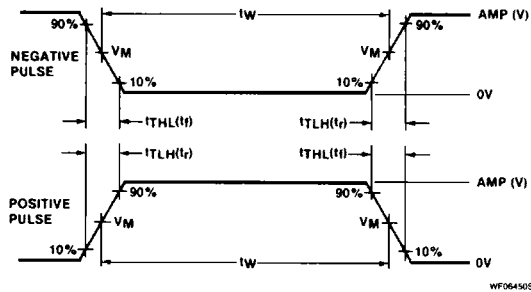 tW
AMP (V)
90%
90%
NEGATIVE
PULSE
VM
VM
10%
10%
0V
tTHL(tf)
tTLH(tr)
tTLH(tr)
tTHL(tf)
POSITIVE
PULSE
90%
90%
AMP (V)
VM
VM
10%
10%
tW
0V
WF06450S